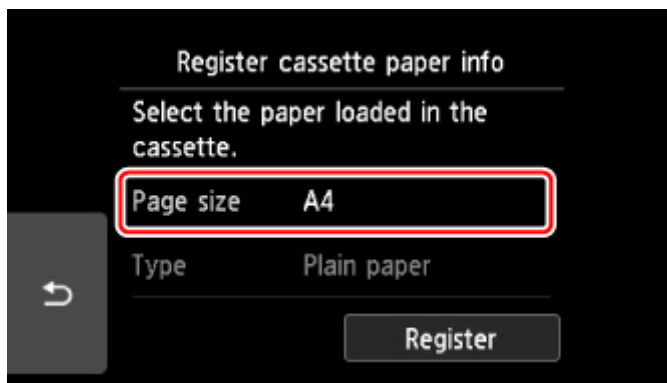 Register cassette paper info
Select the paper loaded in the
cassette.
Page size A4
Type Plain paper
Register